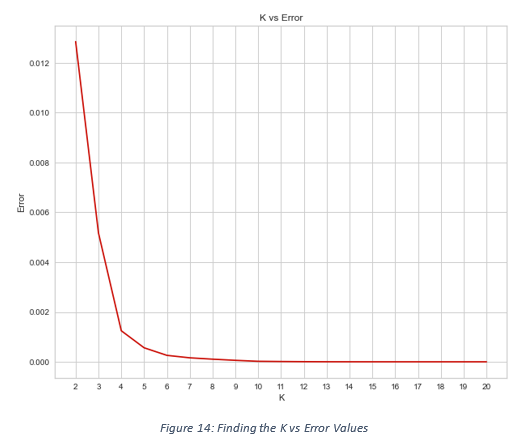 K vs Error
0.012
0.010
0.008
0.006
0.004
0.002
0.000
Error
2 3 4 5 6 7 8 9 10 11 12 13 14 15 16 17 18 19 20
K
Figure 14: Finding the K vs Error Values